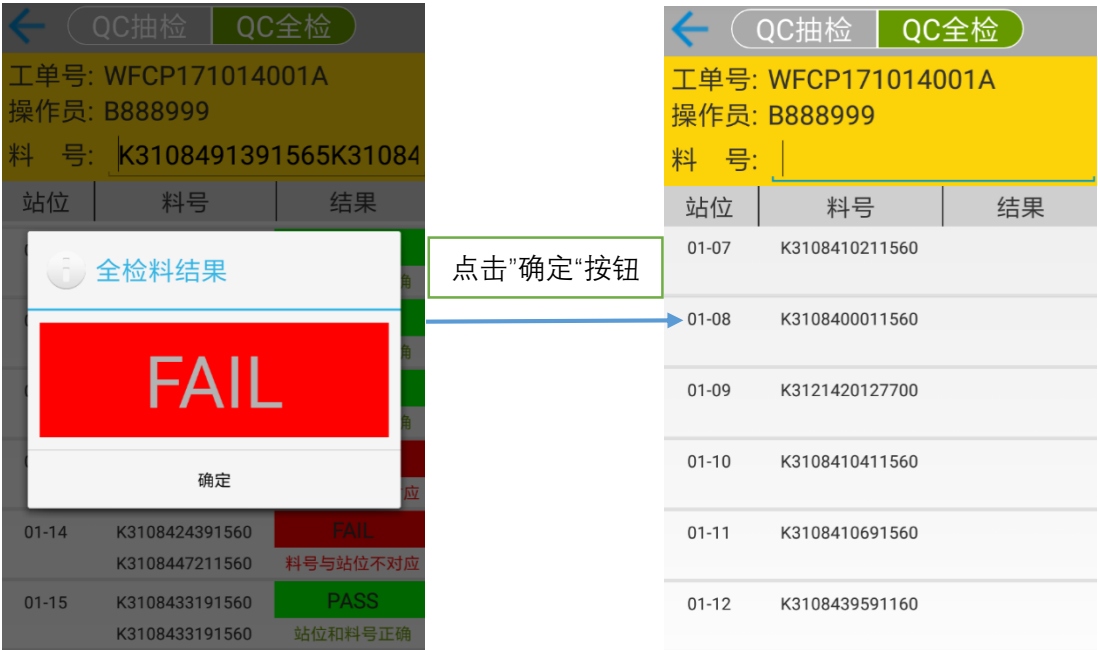 QC抽检 QC全检
工单号: WFCP171014001A
操作员: B888999
料 号: K3108491391565K31084
站位 料号 结果
全检料结果
FAIL
确定
应
01-14 K3108424391560 FAIL
K3108447211560 料号与站位不对应
01-15 K3108433191560 PASS
K3108433191560 站位和料号正确
点击”确定“按钮
QC抽检 QC全检
工单号: WFCP171014001A
操作员: B888999
料 号:
站位 料号 结果
01-07 K3108410211560
01-08 K3108400011560
01-09 K3121420127700
01-10 K3108410411560
01-11 K3108410691560
01-12 K3108439591160